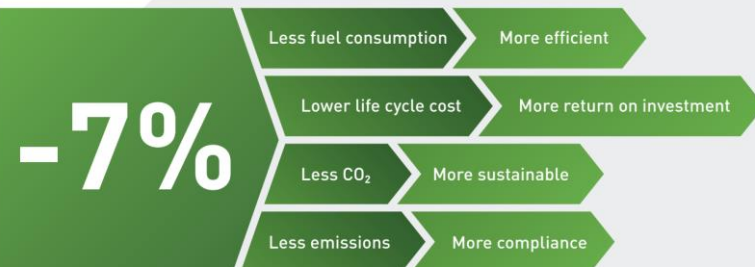 -7%
Less fuel consumption
More efficient
Lower life cycle cost
More return on investment
Less CO₂
More sustainable
Less emissions
More compliance